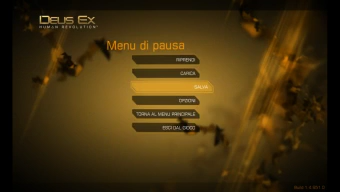 DEUS EX
HUMAN REVOLUTION
Menu di pausa
RIPRENDI
CARICA
SALVA
OPZIONI
TORNA AL MENU PRINCIPALE
ESCI DAL GIOCO